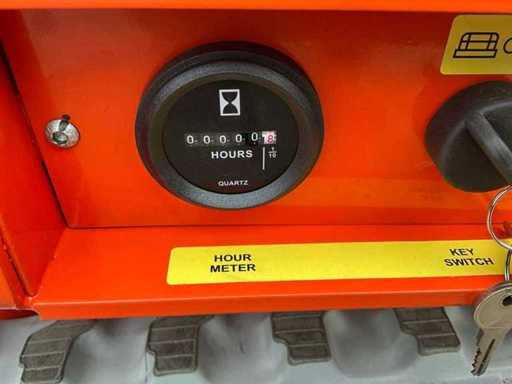 0 0 0 0 0 8
HOURS 1/10
QUARTZ
HOUR
METER
KEY
SWITCH